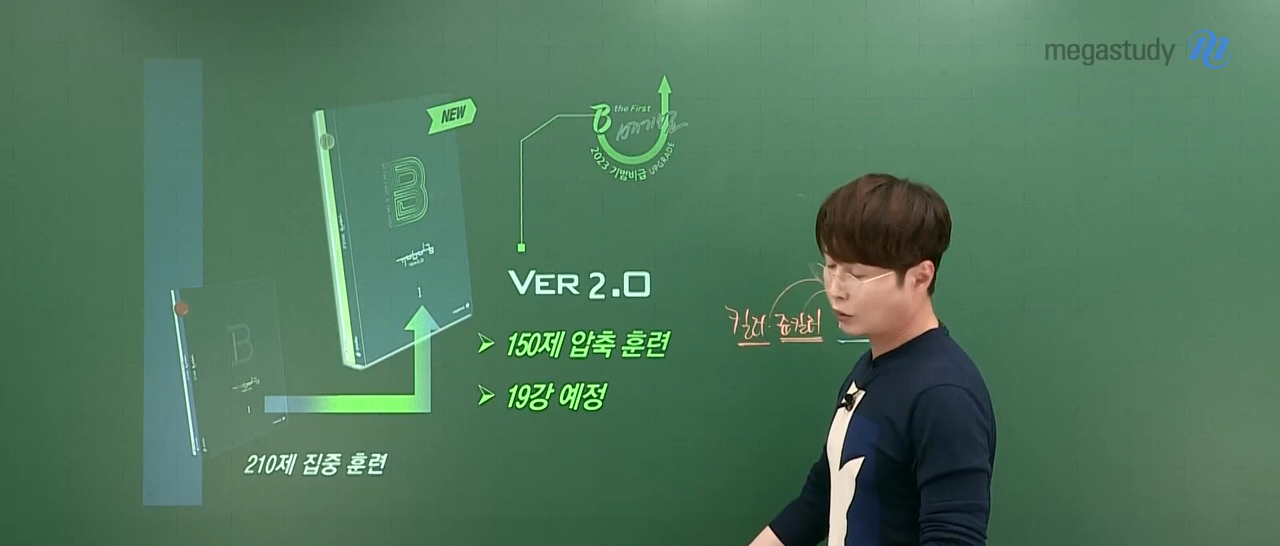 megastudy
NEW
B the First
2023 기범비급 UPGRADE
B
I
VER 2.0
킬러·준킬러
150제 압축 훈련
19강 예정
B
I
210제 집중 훈련